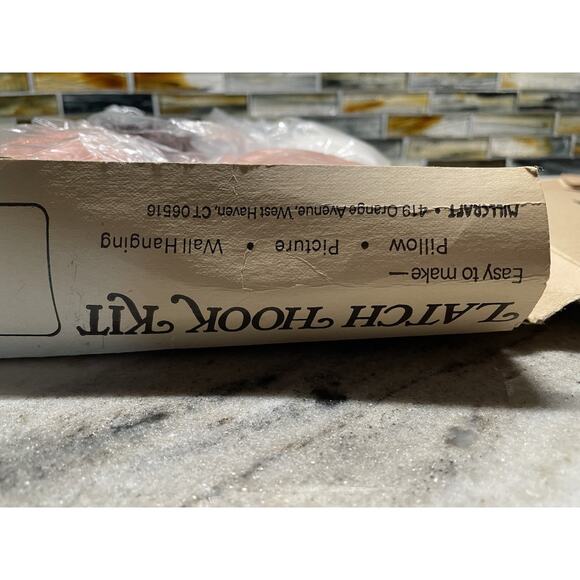 LATCH HOOK KIT
Easy to make—
Pillow • Picture • Wall Hanging
MILLCRAFT • 419 Orange Avenue, West Haven, CT 06516